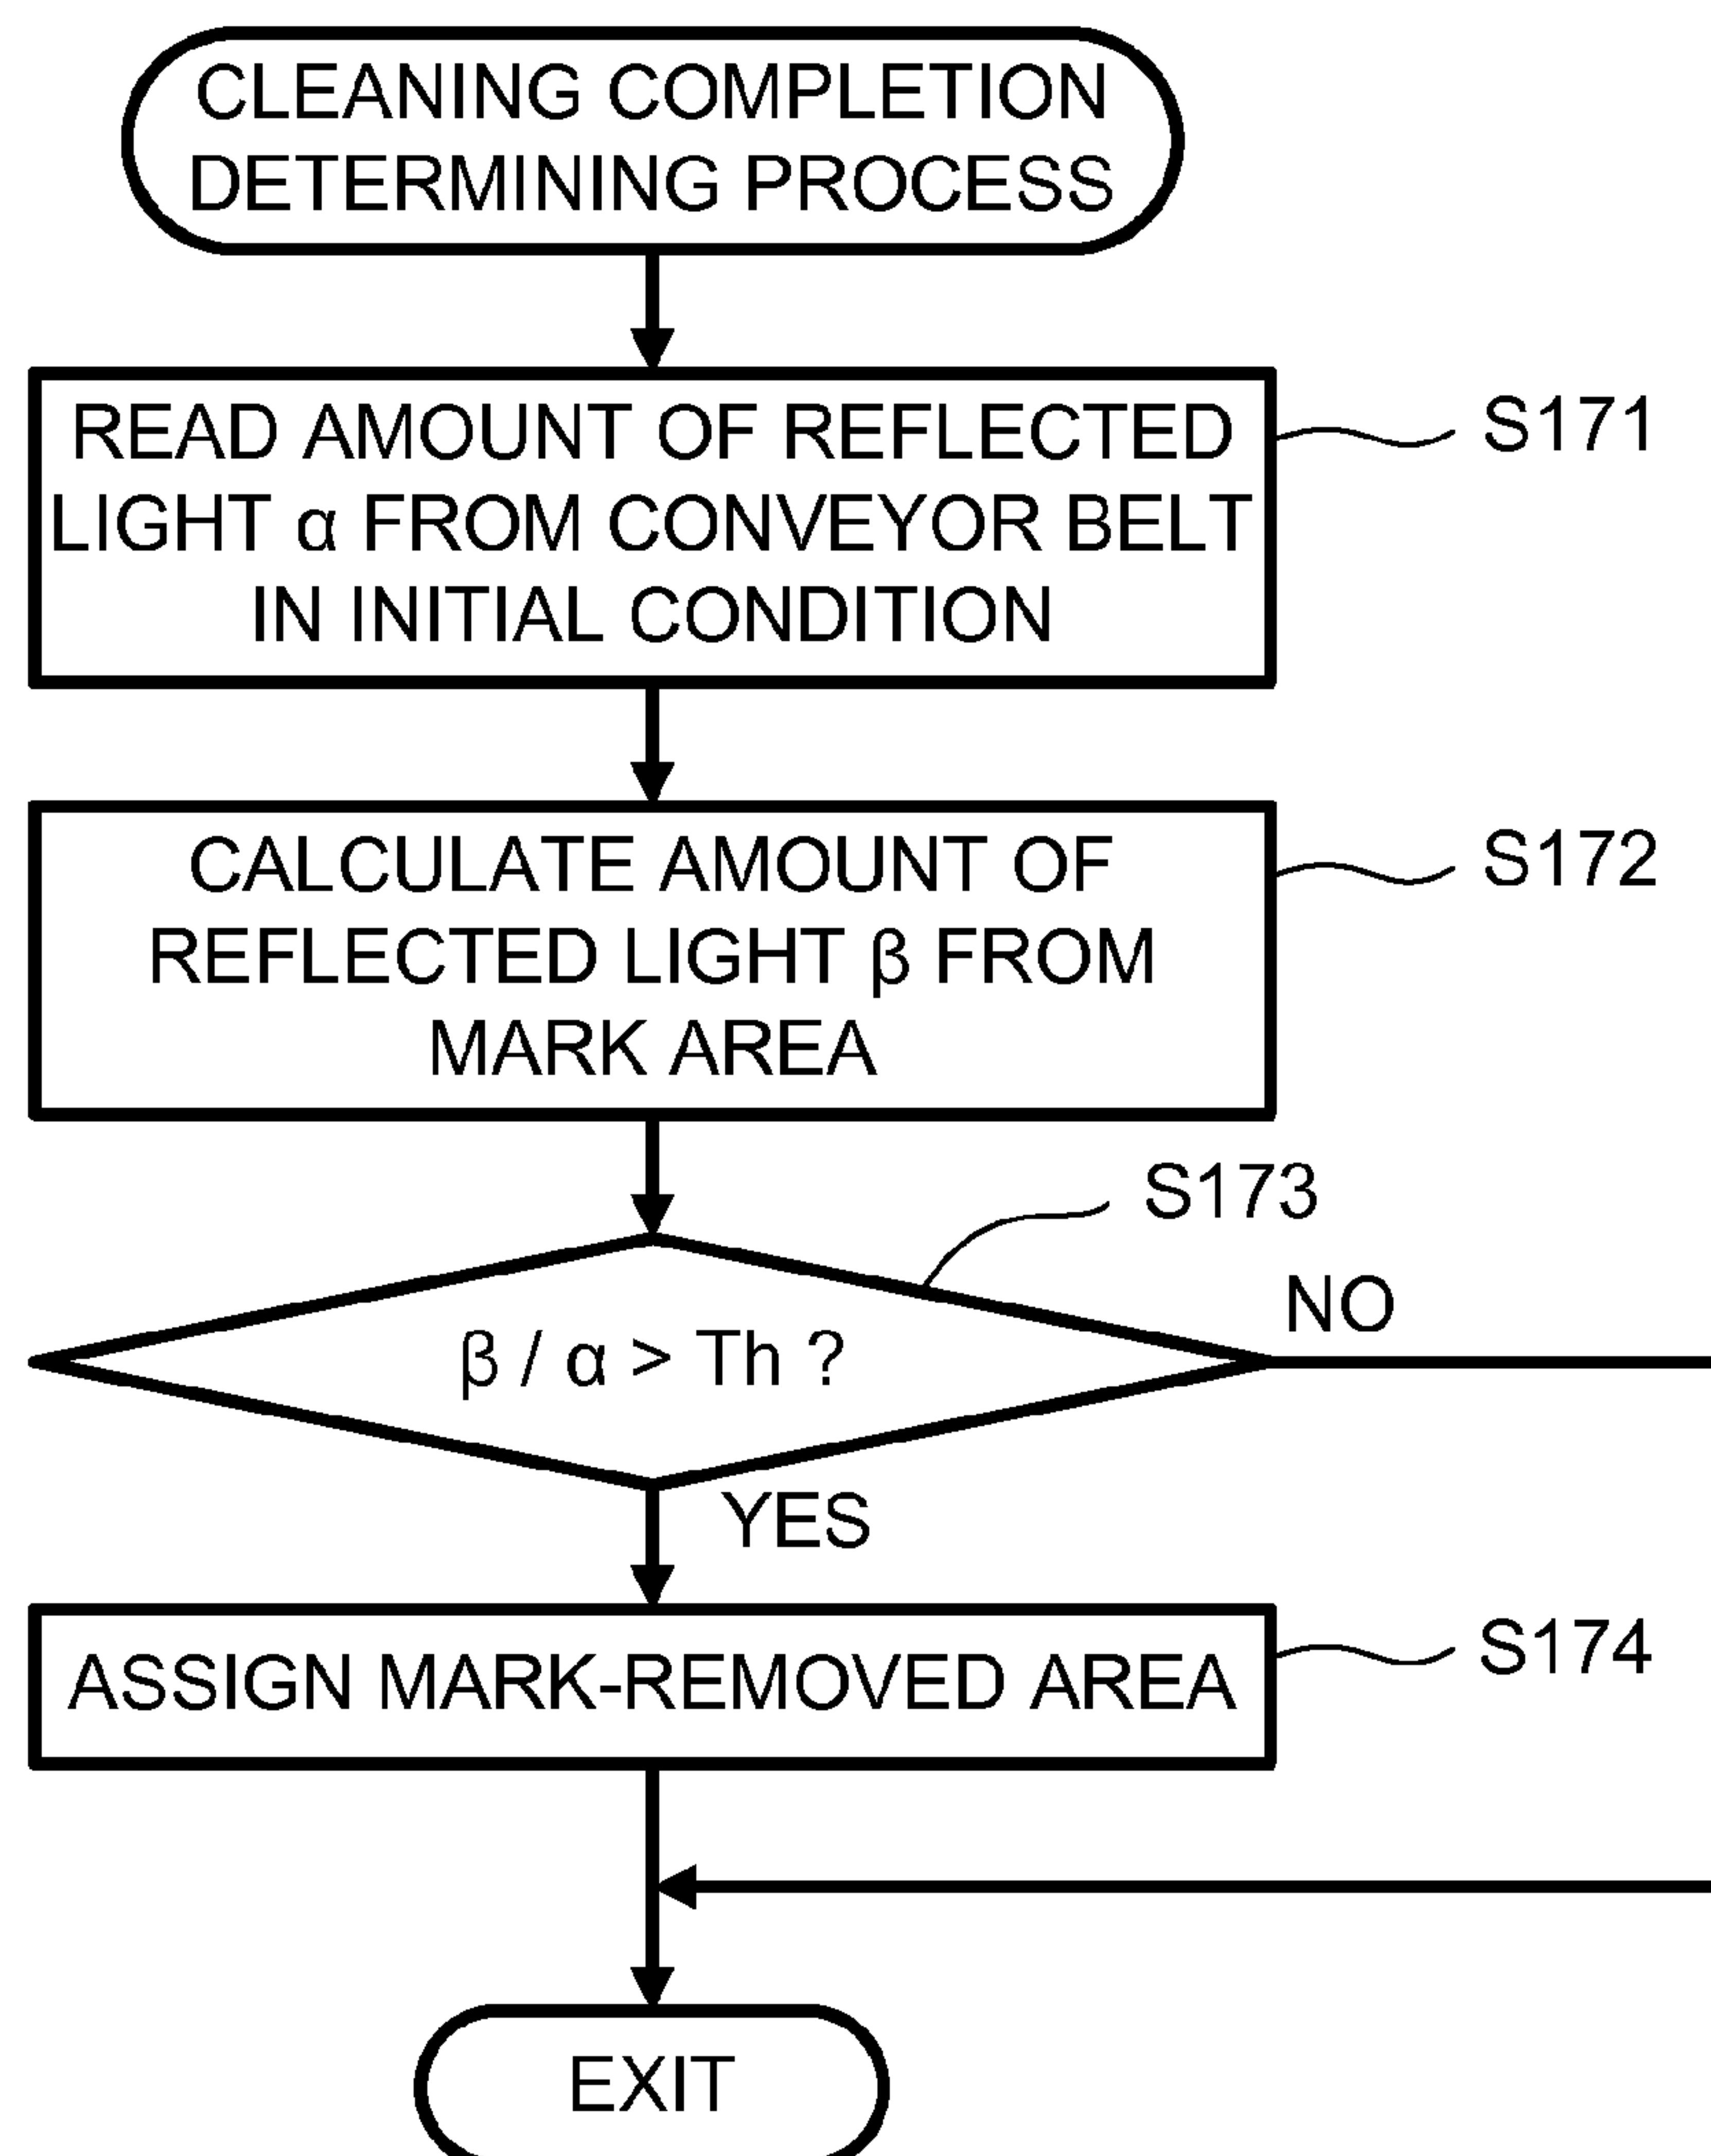 CLEANING COMPLETION
DETERMINING PROCESS
READ AMOUNT OF REFLECTED
LIGHT α FROM CONVEYOR BELT
IN INITIAL CONDITION
S171
CALCULATE AMOUNT OF
REFLECTED LIGHT β FROM
MARK AREA
S172
S173
β / α > Th ?
NO
YES
ASSIGN MARK-REMOVED AREA
S174
EXIT